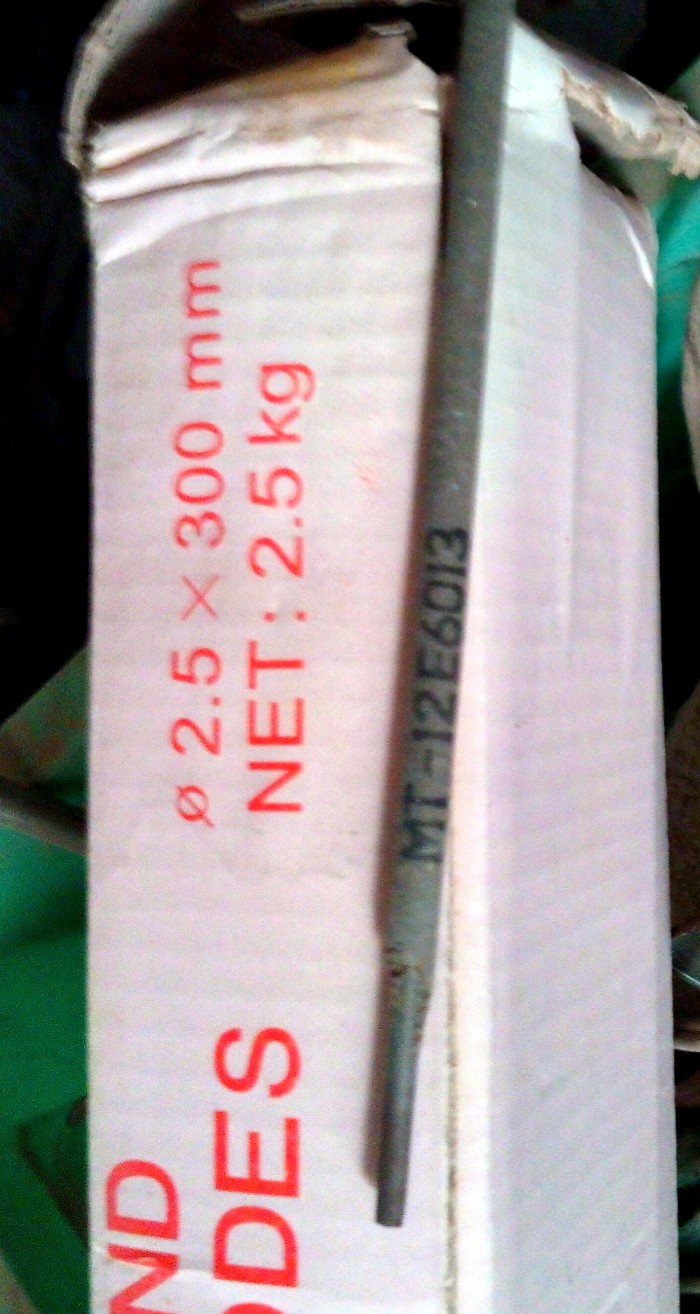 ø 2.5 × 300 mm
NET: 2.5 kg
MT-12E6013
ND
DES